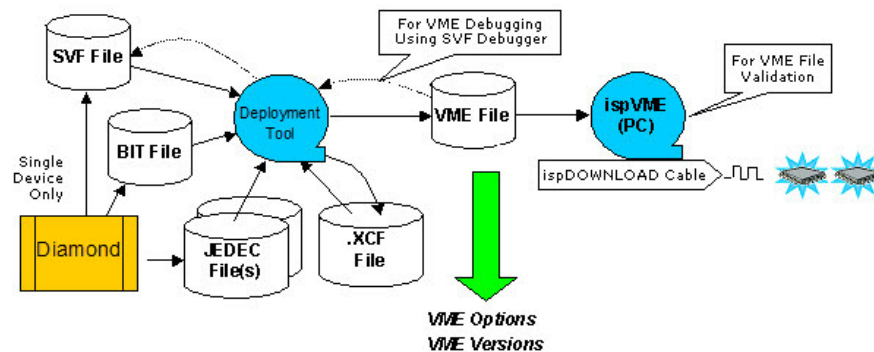 SVF File
For VME Debugging
Using SVF Debugger
For VME File
Validation
Deployment
Tool
VME File
ispVME
(PC)
BIT File
Single
Device
Only
ispDOWNLOAD Cable
Diamond
JEDEC
File(s)
.XCF
File
VME Options
VME Versions